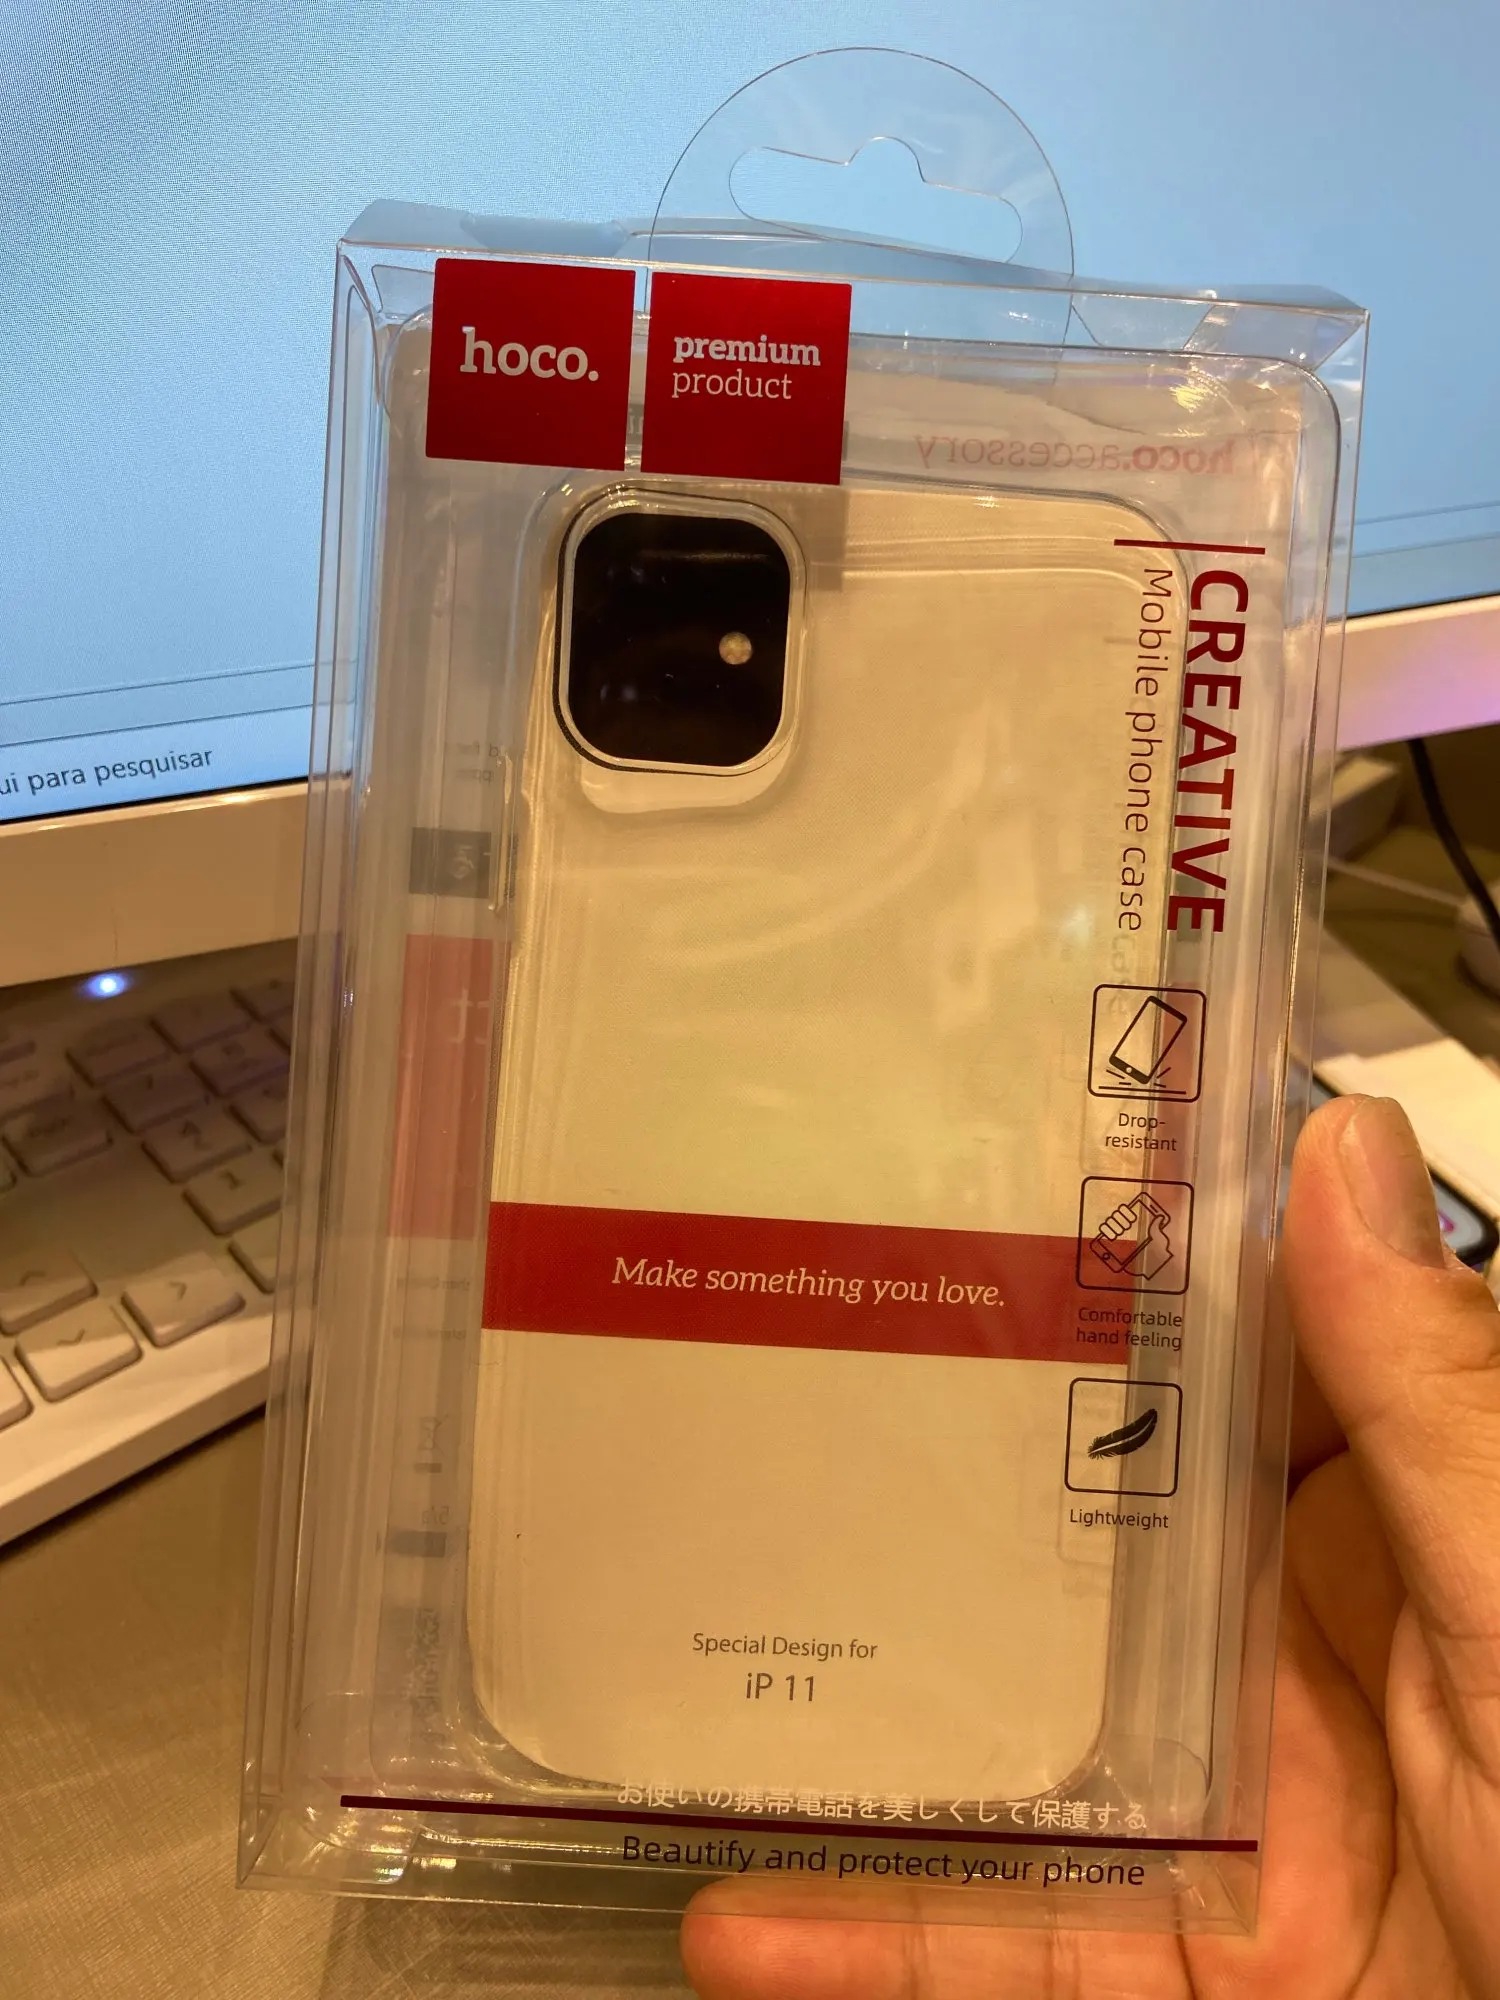 hoco.
premium
product
hoco.accessory
CREATIVE
Mobile phone case
ui para pesquisar
Drop-
resistant
Make something you love.
Comfortable
hand feeling
Lightweight
Special Design for
iP 11
お使いの携帯電話を美しくして保護する
Beautify and protect your phone